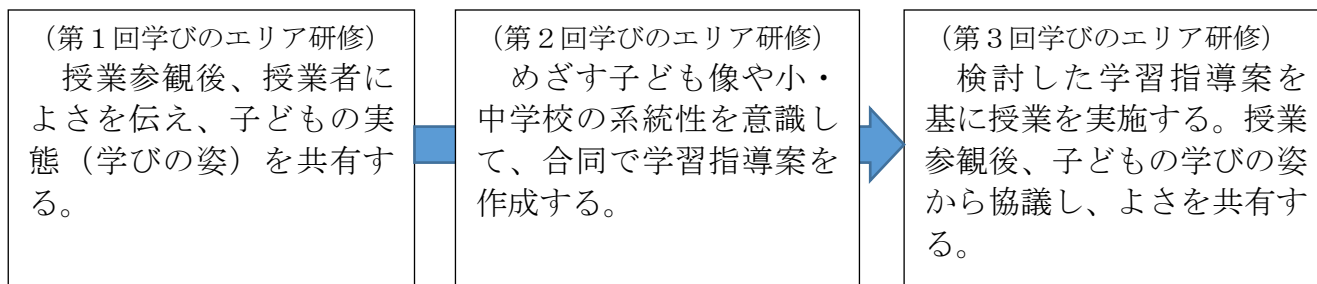 （第１回学びのエリア研修）
授業参観後、授業者に
よさを伝え、子どもの実
態（学びの姿）を共有す
る。
（第２回学びのエリア研修）
めざす子ども像や小・
中学校の系統性を意識し
て、合同で学習指導案を
作成する。
（第３回学びのエリア研修）
検討した学習指導案を
基に授業を実施する。授業
参観後、子どもの学びの姿
から協議し、よさを共有す
る。